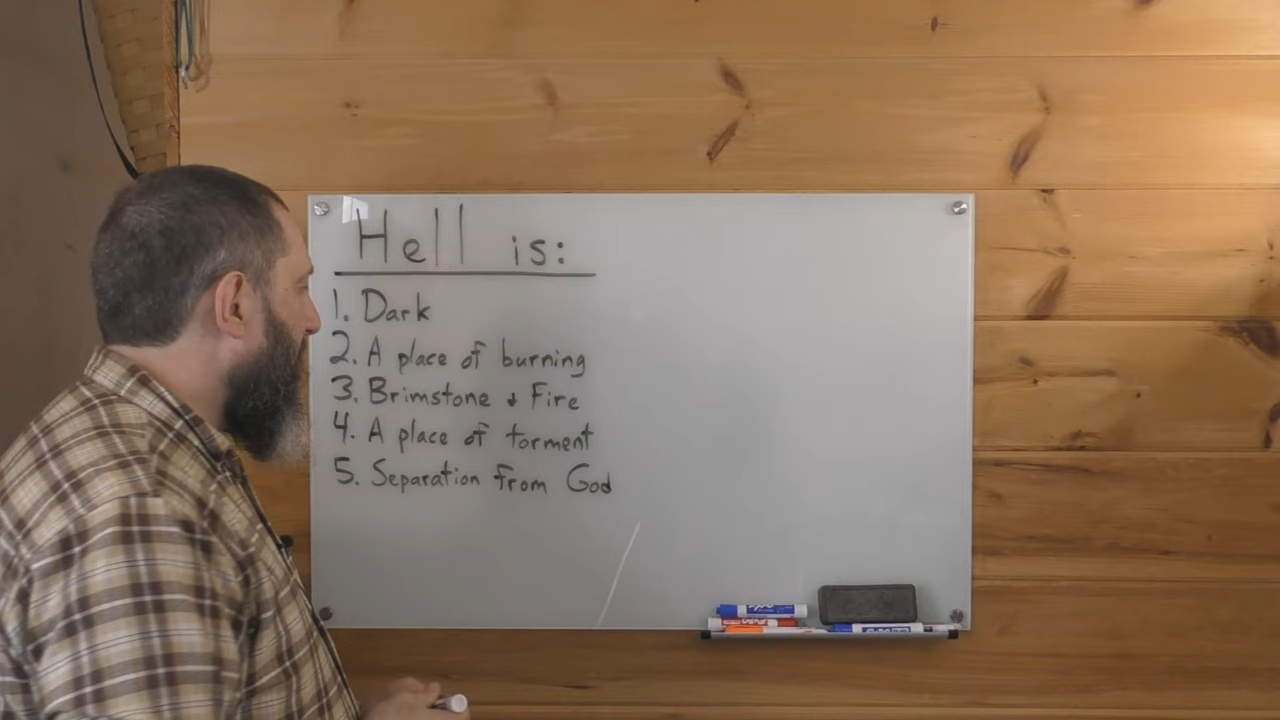 Hell is:
1. Dark
2. A place of burning
3. Brimstone & Fire
4. A place of torment
5. Separation from God